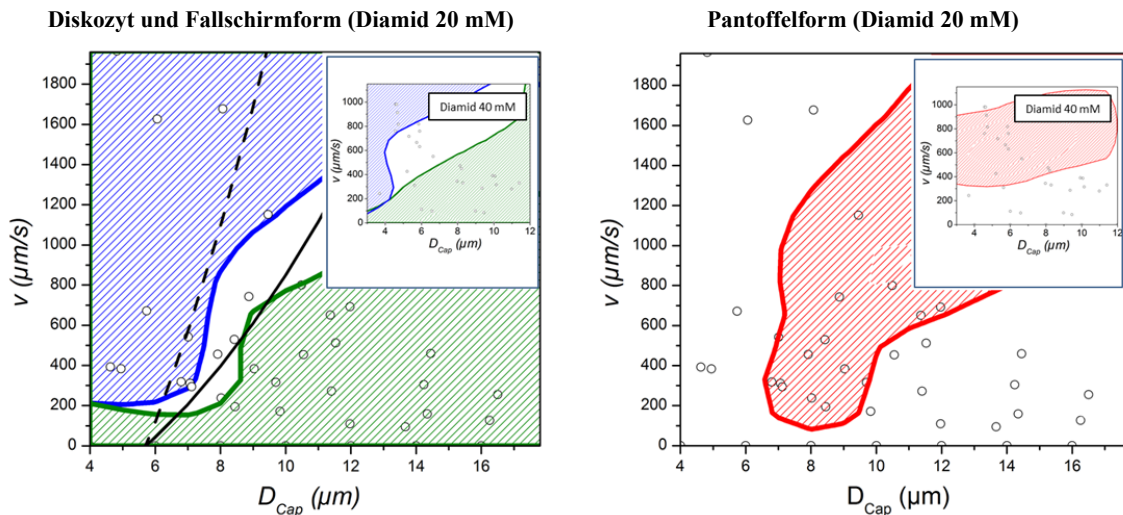 Diskozyt und Fallschirmform (Diamid 20 mM)
Pantoffelform (Diamid 20 mM)
1800
1600
1400
1200
1000
800
600
400
200
0
v (µm/s)
4 6 8 10 12 14 16
D_Cap (µm)
Diamid 40 mM
1000
800
600
400
200
0
v (µm/s)
4 6 8 10 12
D_Cap (µm)
1800
1600
1400
1200
1000
800
600
400
200
0
v (µm/s)
4 6 8 10 12 14 16
D_Cap (µm)
Diamid 40 mM
1000
800
600
400
200
0
v (µm/s)
4 6 8 10 12
D_Cap (µm)